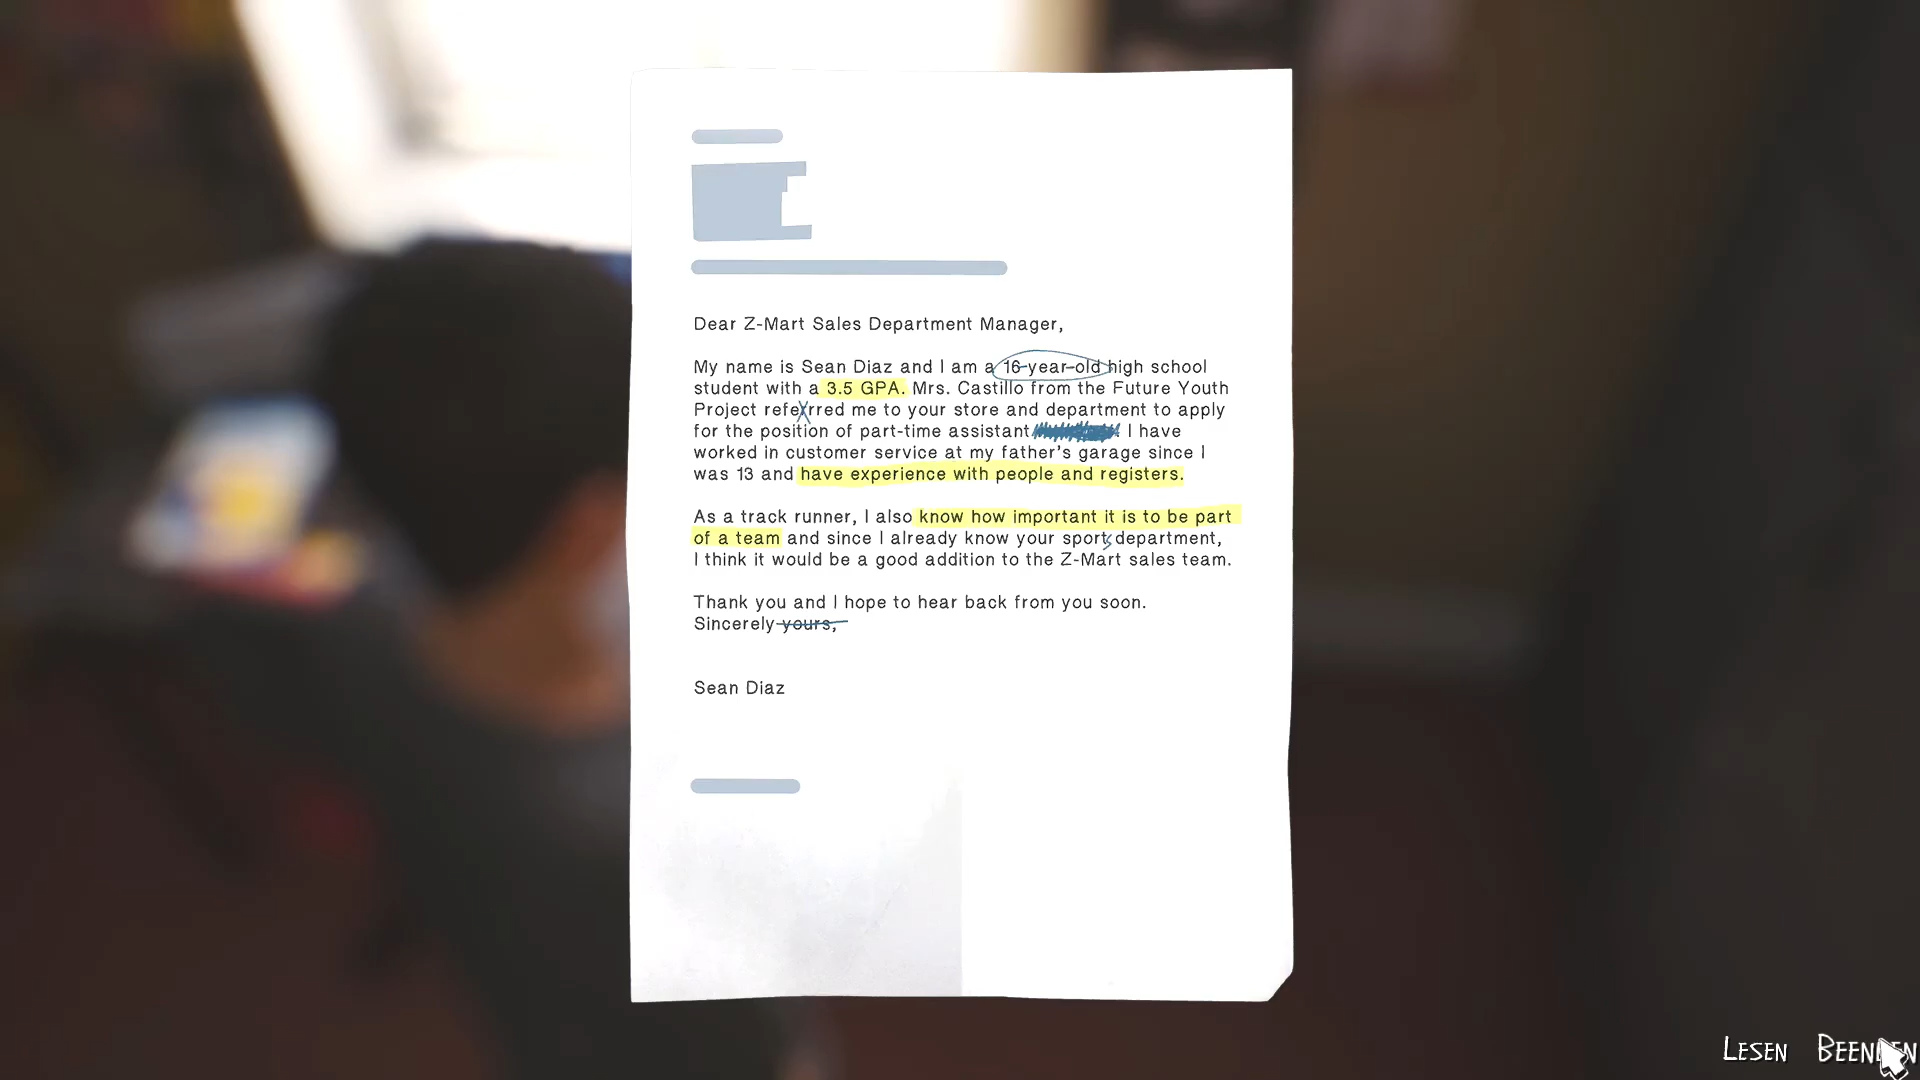 Dear Z-Mart Sales Department Manager,
My name is Sean Diaz and I am a 16-year-old high school
student with a 3.5 GPA. Mrs. Castillo from the Future Youth
Project referrred me to your store and department to apply
for the position of part-time assistant . I have
worked in customer service at my father's garage since I
was 13 and have experience with people and registers.
As a track runner, I also know how important it is to be part
of a team and since I already know your sports department,
I think it would be a good addition to the Z-Mart sales team.
Thank you and I hope to hear back from you soon.
Sincerely yours,
Sean Diaz
LESEN BEENDEN